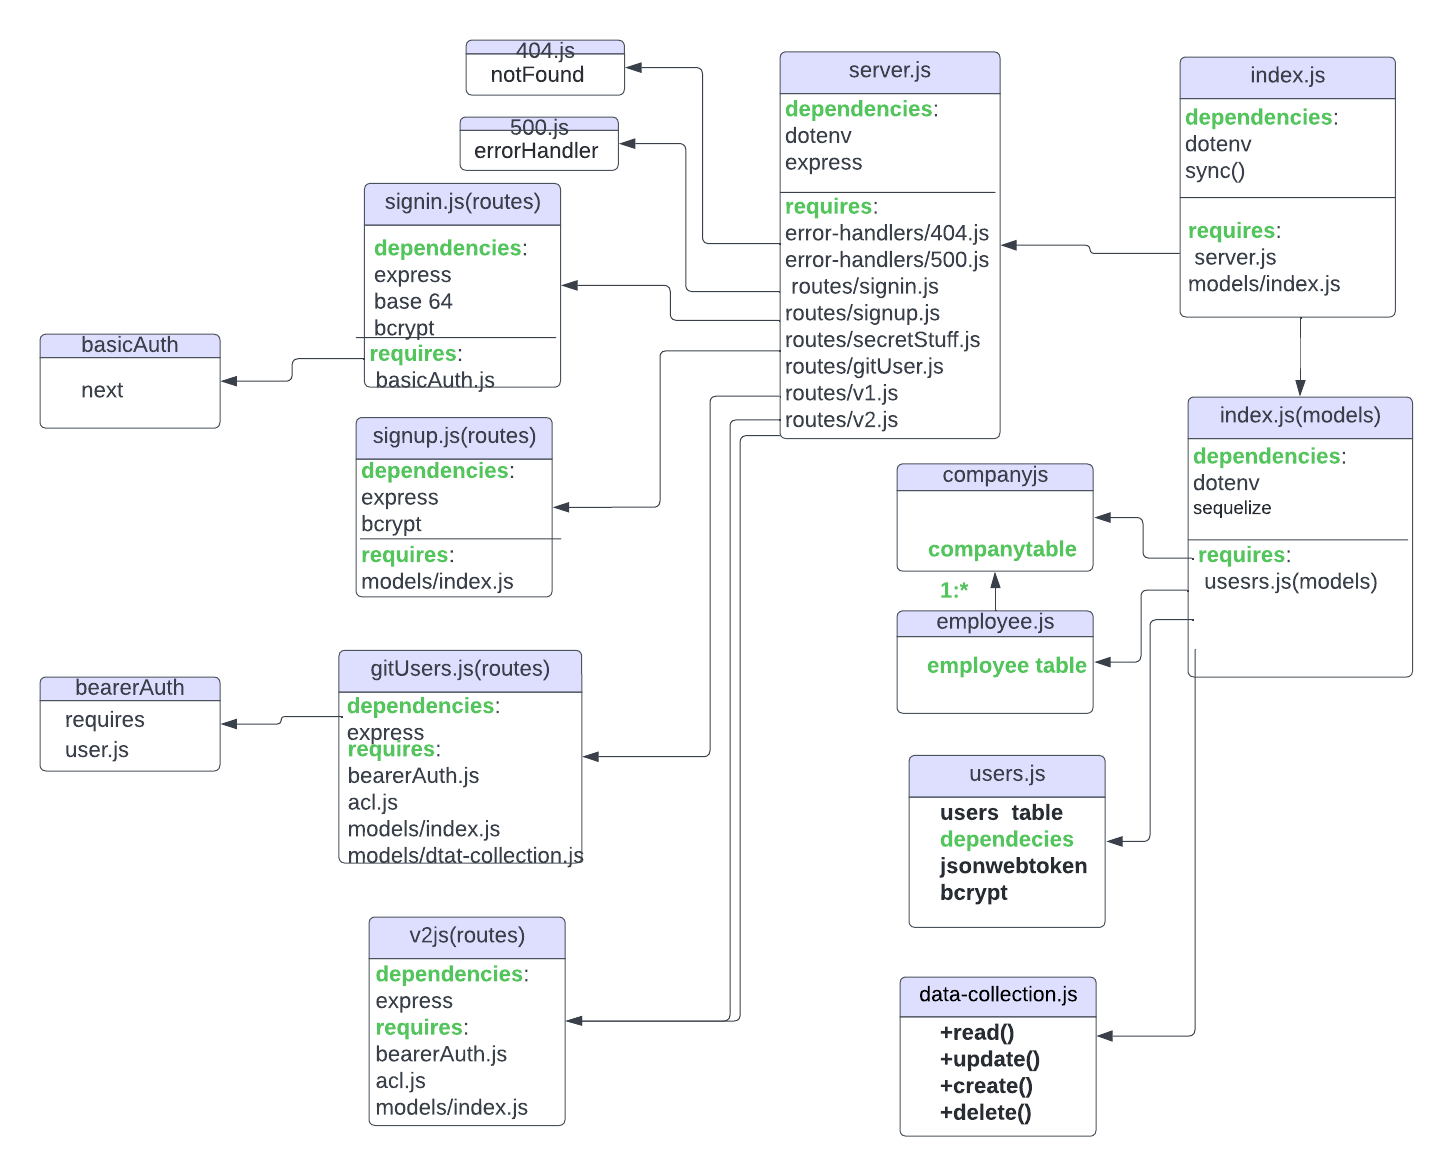 404.js
notFound
500.js
errorHandler
signin.js(routes)
dependencies:
express
base 64
bcrypt
requires:
basicAuth.js
basicAuth
next
signup.js(routes)
dependencies:
express
bcrypt
requires:
models/index.js
gitUsers.js(routes)
dependencies:
express
requires:
bearerAuth.js
acl.js
models/index.js
models/dtat-collection.js
bearerAuth
requires
user.js
v2js(routes)
dependencies:
express
requires:
bearerAuth.js
acl.js
models/index.js
server.js
dependencies:
dotenv
express
requires:
error-handlers/404.js
error-handlers/500.js
routes/signin.js
routes/signup.js
routes/secretStuff.js
routes/gitUser.js
routes/v1.js
routes/v2.js
index.js
dependencies:
dotenv
sync()
requires:
server.js
models/index.js
index.js(models)
dependencies:
dotenv
sequelize
requires:
usesrs.js(models)
companyjs
companytable
1:*
employee.js
employee table
users.js
users table
dependecies
jsonwebtoken
bcrypt
data-collection.js
+read()
+update()
+create()
+delete()